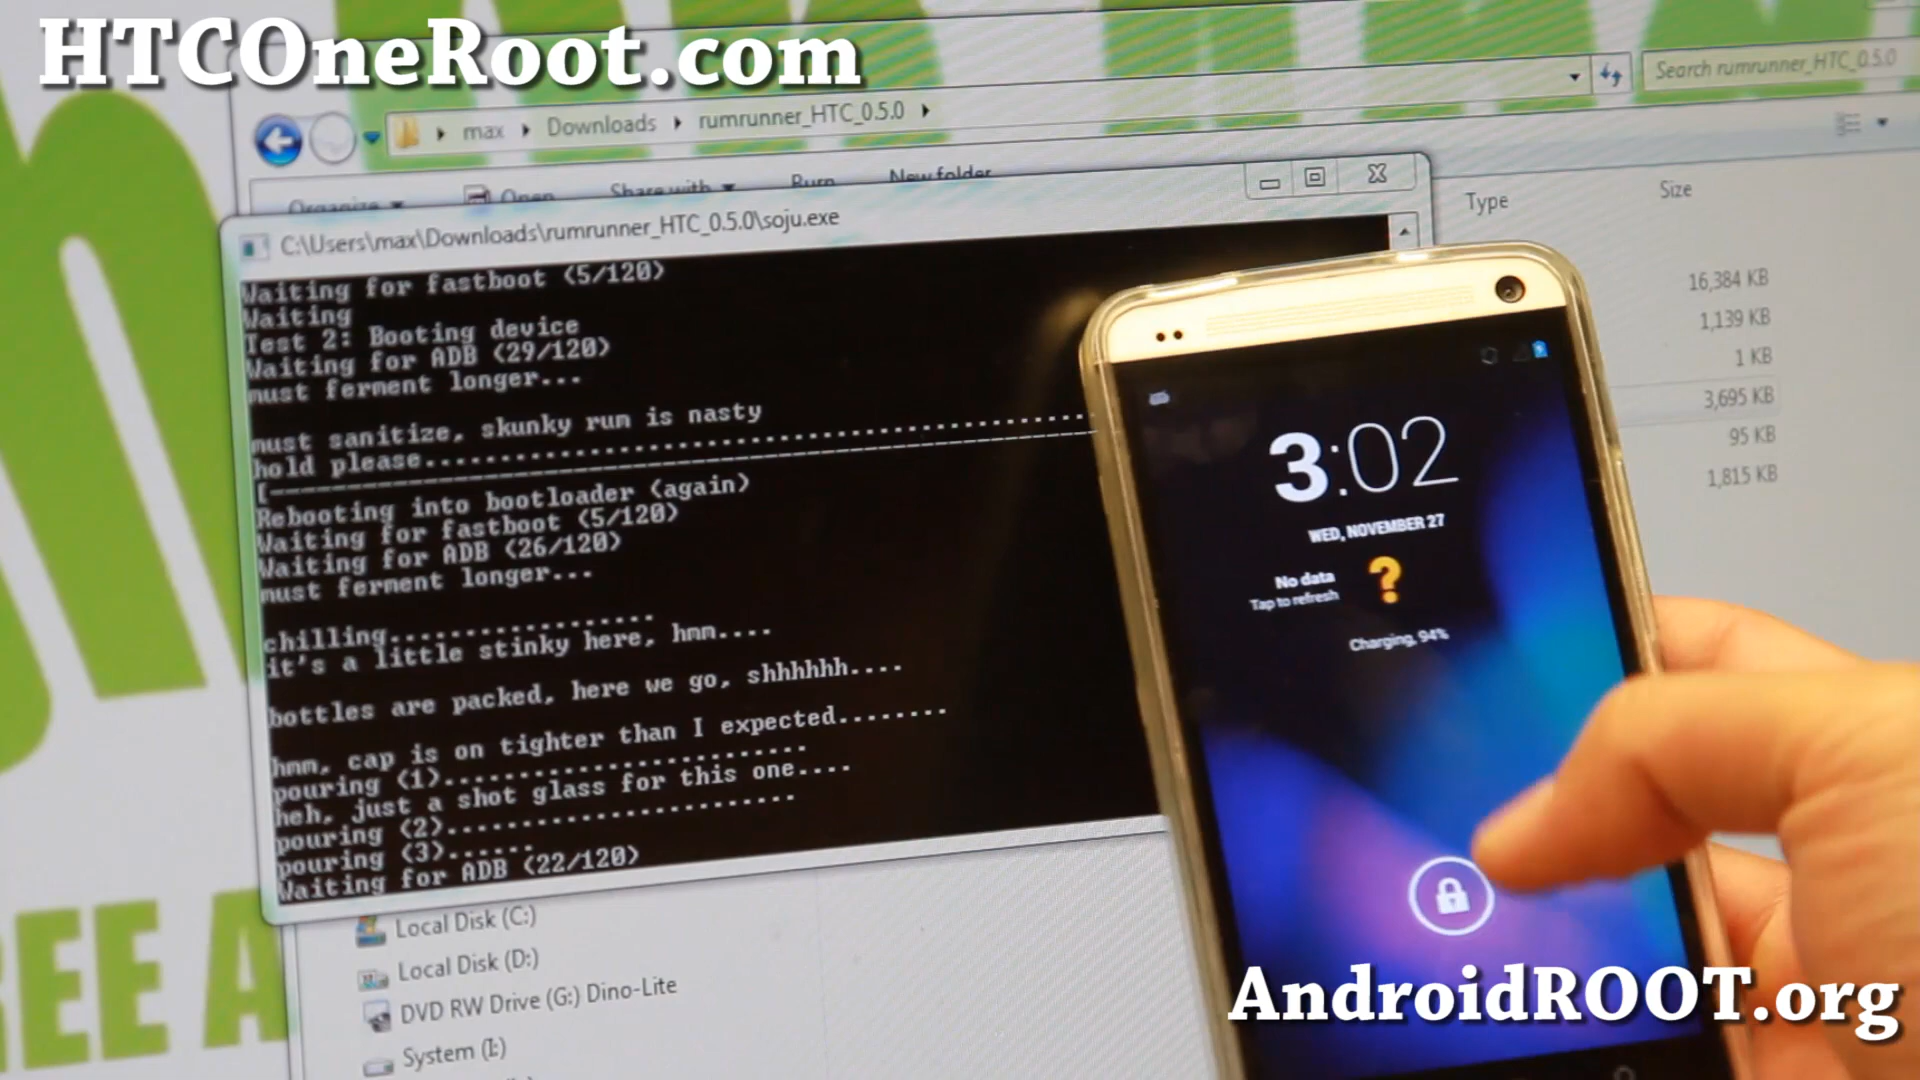 HTCOneRoot.com
Search rumrunner_HTC_0.5.0
max Downloads rumrunner_HTC_0.5.0
Organize Open Share with Burn New folder
Type Size
C:\Users\max\Downloads\rumrunner_HTC_0.5.0\soju.exe
Waiting for fastboot (5/120)
Waiting
Test 2: Booting device
Waiting for ADB (29/120)
must ferment longer...
must sanitize, skunky run is nasty
hold please............................................
[------------------------------------------------------------
Rebooting into bootloader (again)
Waiting for fastboot (5/120)
Waiting for ADB (26/120)
must ferment longer...
chilling..................
it's a little stinky here, hmm....
bottles are packed, here we go, shhhhhh....
hmm, cap is on tighter than I expected........
pouring (1)........................
heh, just a shot glass for this one....
pouring (2).......................
pouring (3)......
Waiting for ADB (22/120)
16,384 KB
1,139 KB
1 KB
3,695 KB
95 KB
1,815 KB
3:02
WED, NOVEMBER 27
No data
Tap to refresh
?
Charging, 94%
Local Disk (C:)
Local Disk (D:)
DVD RW Drive (G:) Dino-Lite
System (I:)
REE A
AndroidROOT.org